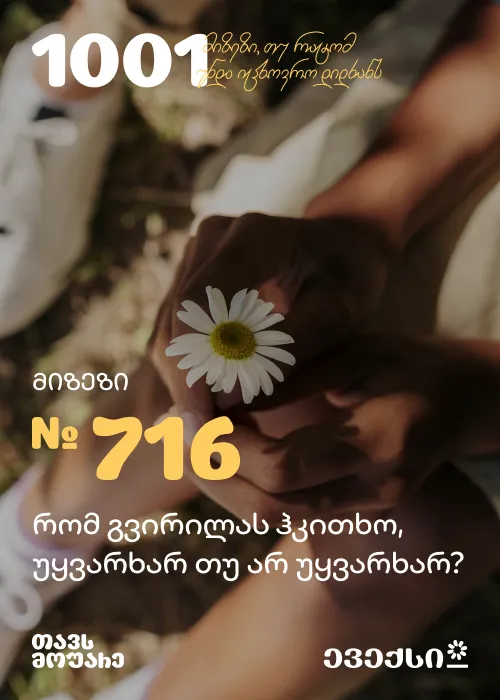 1001
მიზეზი, თუ რატომ
უნდა იცხოვრო დიდხანს
მიზეზი
№ 716
რომ გვირილას ჰკითხო,
უყვარხარ თუ არ უყვარხარ?
თავს
მოუარე
ევექსი